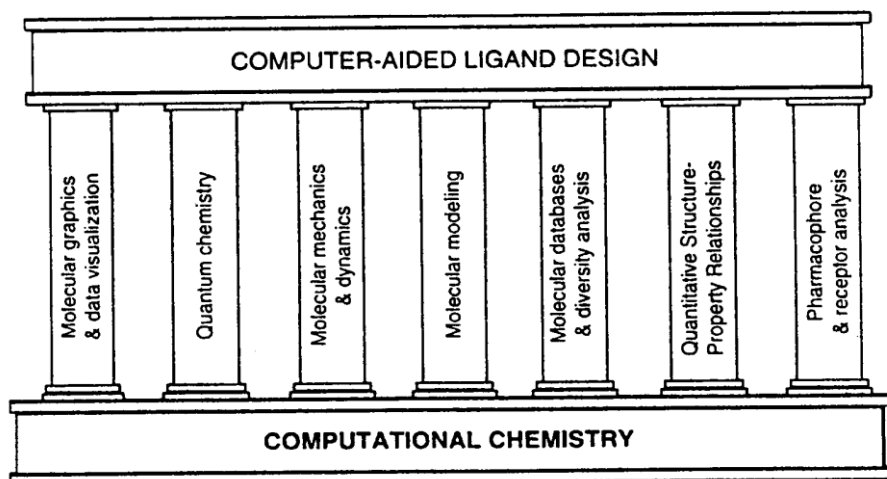 COMPUTER-AIDED LIGAND DESIGN
Molecular graphics
& data visualization
Quantum chemistry
Molecular mechanics
& dynamics
Molecular modeling
Molecular databases
& diversity analysis
Quantitative Structure-
Property Relationships
Pharmacophore
& receptor analysis
COMPUTATIONAL CHEMISTRY